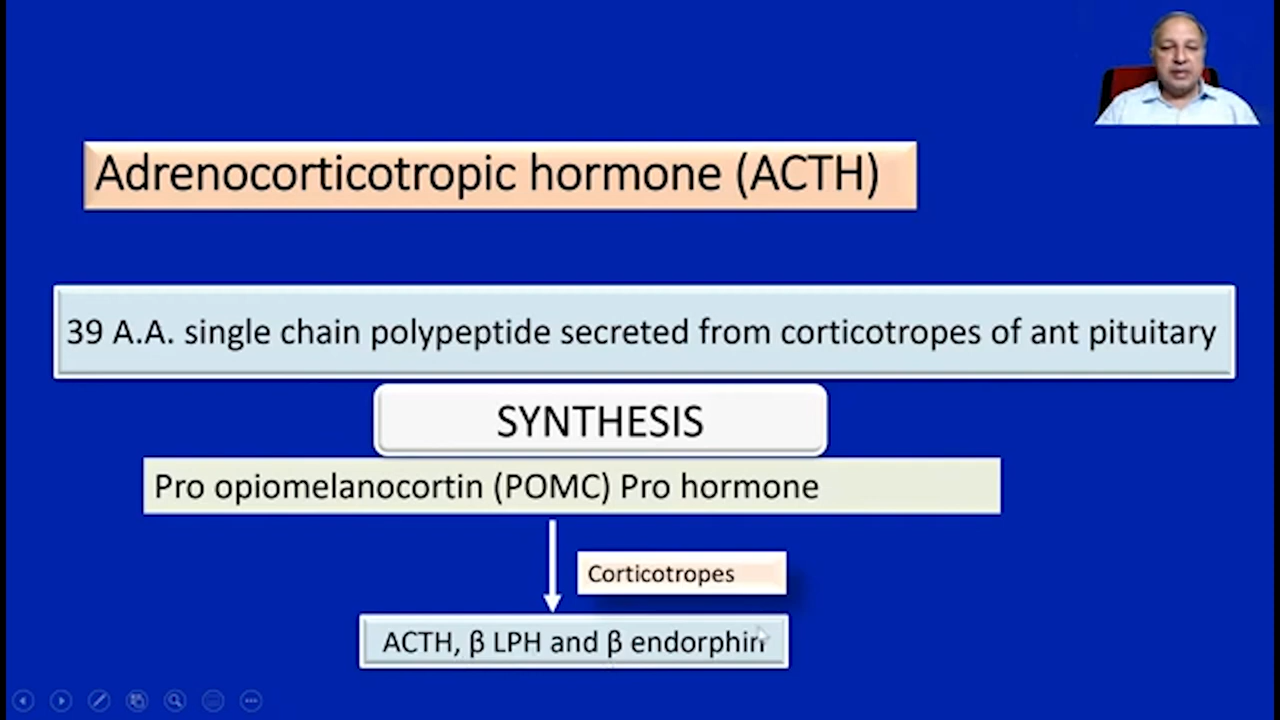 Adrenocorticotropic hormone (ACTH)
39 A.A. single chain polypeptide secreted from corticotropes of ant pituitary
SYNTHESIS
Pro opiomelanocortin (POMC) Pro hormone
Corticotropes
ACTH, β LPH and β endorphin